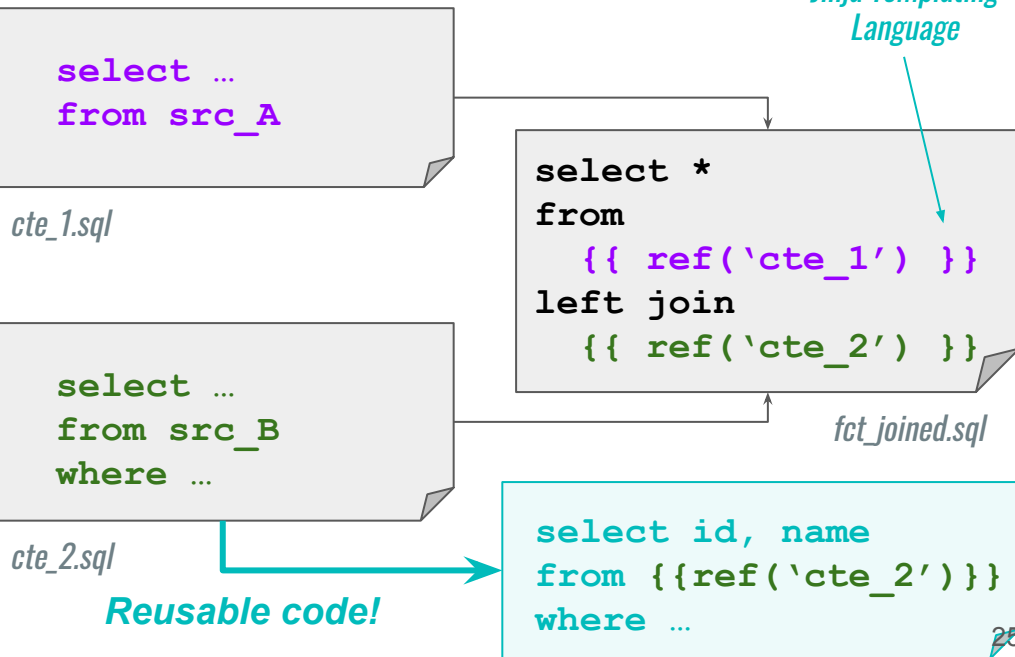 Language
select …
from src_A
cte_1.sql
select *
from
{{ ref(‘cte_1’) }}
left join
{{ ref(‘cte_2’) }}
fct_joined.sql
select …
from src_B
where …
cte_2.sql
Reusable code!
select id, name
from {{ref(‘cte_2’)}}
where …
25